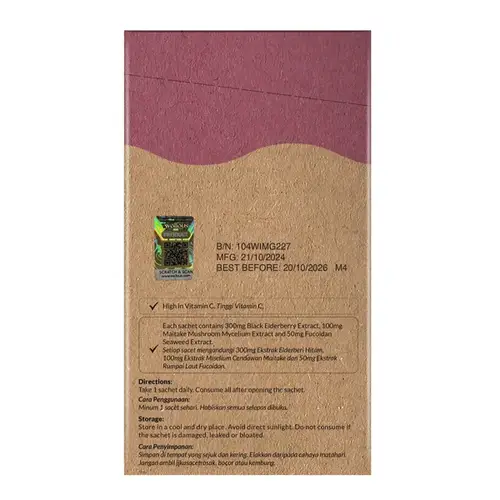 B/N: 104WIMG227
MFG: 21/10/2024
BEST BEFORE: 20/10/2026 M4
SCRATCH & SCAN
High in Vitamin C. Tinggi Vitamin C.
Each sachet contains 300mg Black Elderberry Extract, 100mg
Maitake Mushroom Mycelium Extract and 50mg Fucoidan
Seaweed Extract
Setiap sacet mengandungi 300mg Ekstrak Elderberi Hitam,
100mg Ekstrak Miselium Cendawan Maitake dan 50mg Ekstrak
Rumpai Laut Fucoidan.
Directions:
Take 1 sachet daily. Consume all after opening the sachet.
Cara Penggunaan:
Minum 1 sacet sehari. Habiskan semua selepas dibuka.
Storage:
Store in a cool and dry place. Avoid direct sunlight. Do not consume if
the sachet is damaged, leaked or bloated.
Cara Penyimpanan:
Simpan di tempat yang sejuk dan kering. Elakkan daripada cahaya matahari.
Jangan ambil jika sacet rosak, bocor atau kembung.